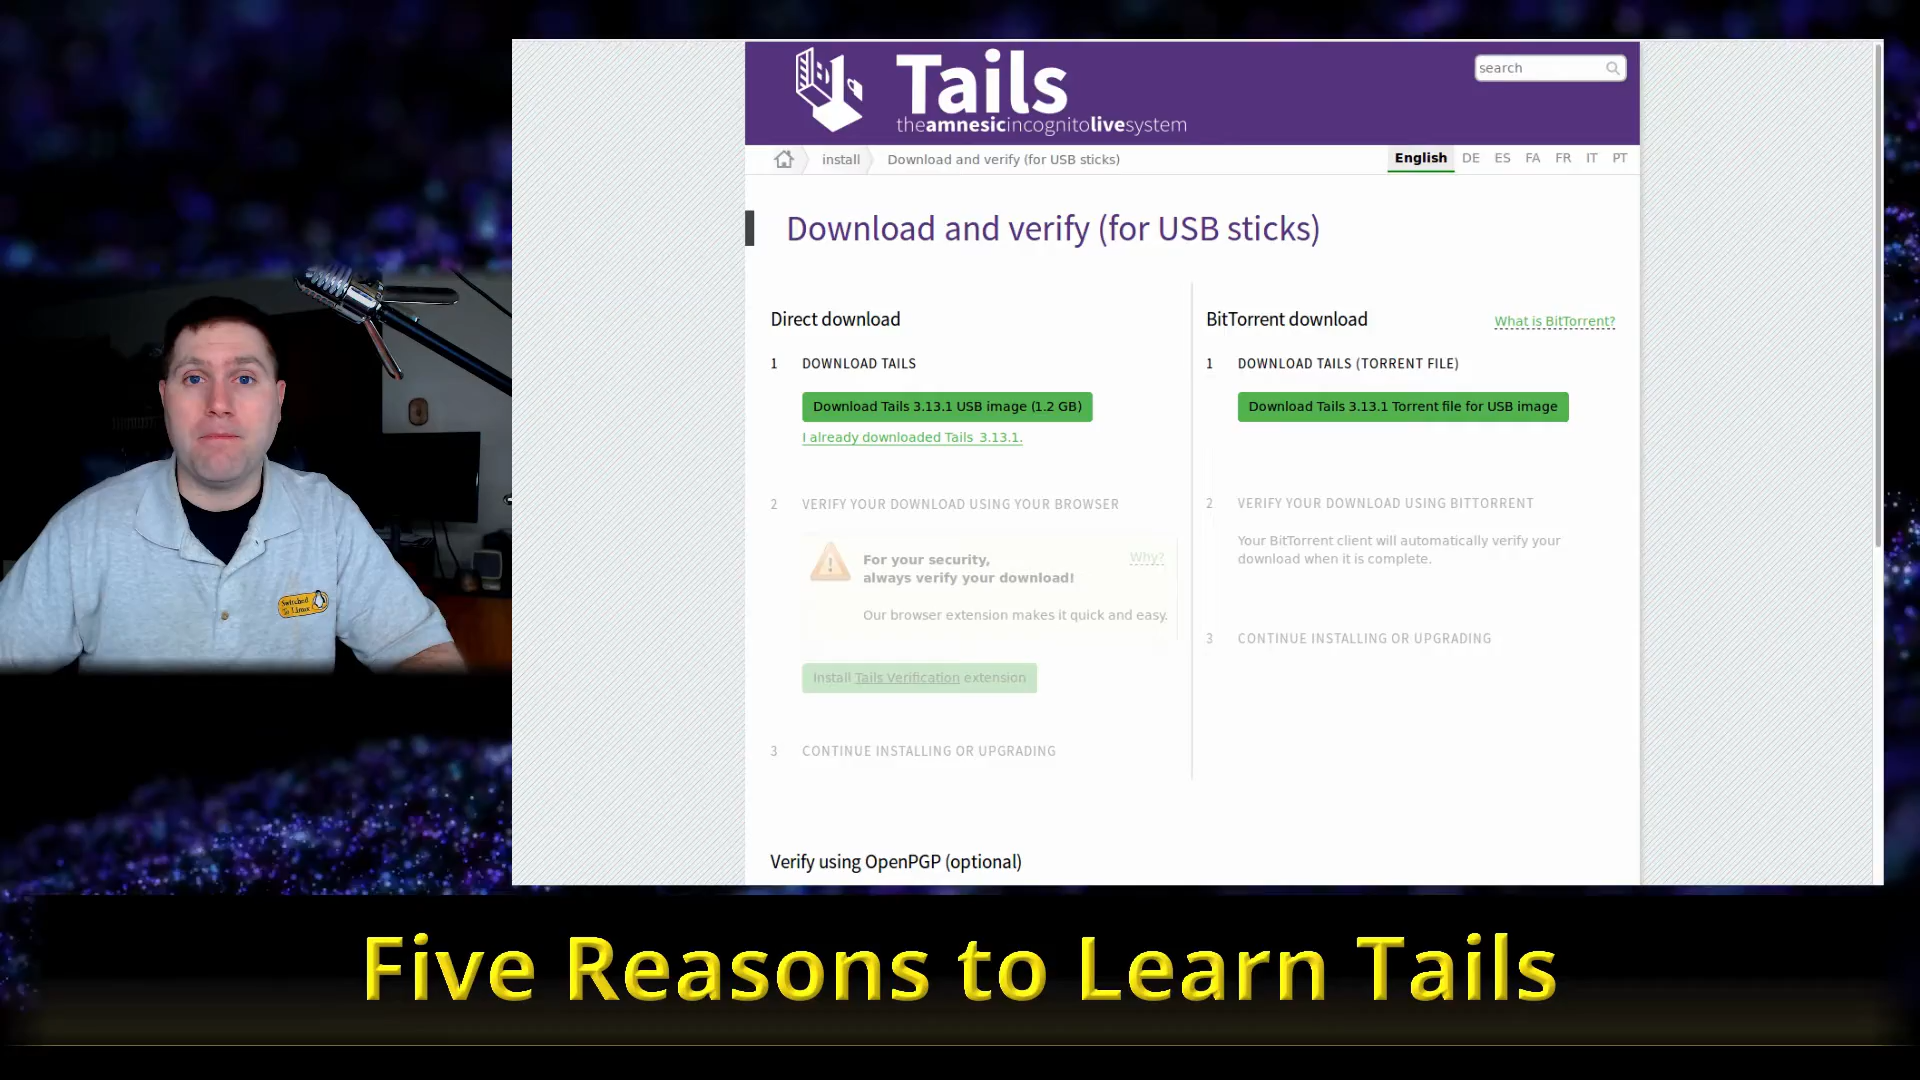 Tails
theamnesicincognitolivesystem
search
install
Download and verify (for USB sticks)
English DE ES FA FR IT PT
Download and verify (for USB sticks)
Direct download
1 DOWNLOAD TAILS
Download Tails 3.13.1 USB image (1.2 GB)
I already downloaded Tails 3.13.1.
2 VERIFY YOUR DOWNLOAD USING YOUR BROWSER
For your security,
always verify your download!
Why?
Our browser extension makes it quick and easy.
Install Tails Verification extension
3 CONTINUE INSTALLING OR UPGRADING
BitTorrent download
What is BitTorrent?
1 DOWNLOAD TAILS (TORRENT FILE)
Download Tails 3.13.1 Torrent file for USB image
2 VERIFY YOUR DOWNLOAD USING BITTORRENT
Your BitTorrent client will automatically verify your
download when it is complete.
3 CONTINUE INSTALLING OR UPGRADING
Verify using OpenPGP (optional)
Switched
to Linux
Five Reasons to Learn Tails